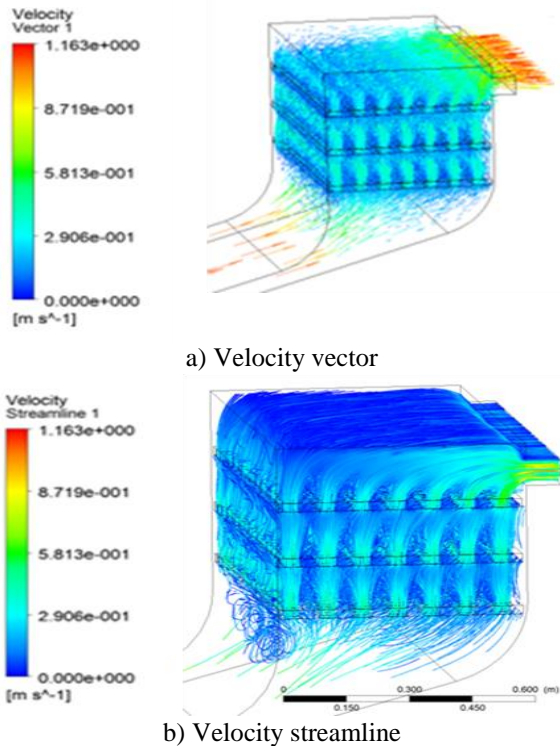 Velocity
Vector 1
1.163e+000
8.719e-001
5.813e-001
2.906e-001
0.000e+000
[m s^-1]
a) Velocity vector
Velocity
Streamline 1
1.163e+000
8.719e-001
5.813e-001
2.906e-001
0.000e+000
[m s^-1]
0 0.300 0.600 (m)
0.150 0.450
b) Velocity streamline